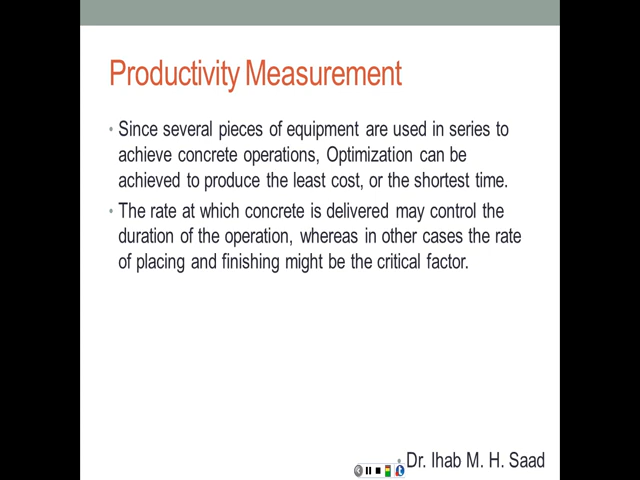 Productivity Measurement
• Since several pieces of equipment are used in series to
achieve concrete operations, Optimization can be
achieved to produce the least cost, or the shortest time.
• The rate at which concrete is delivered may control the
duration of the operation, whereas in other cases the rate
of placing and finishing might be the critical factor.
• Dr. Ihab M. H. Saad